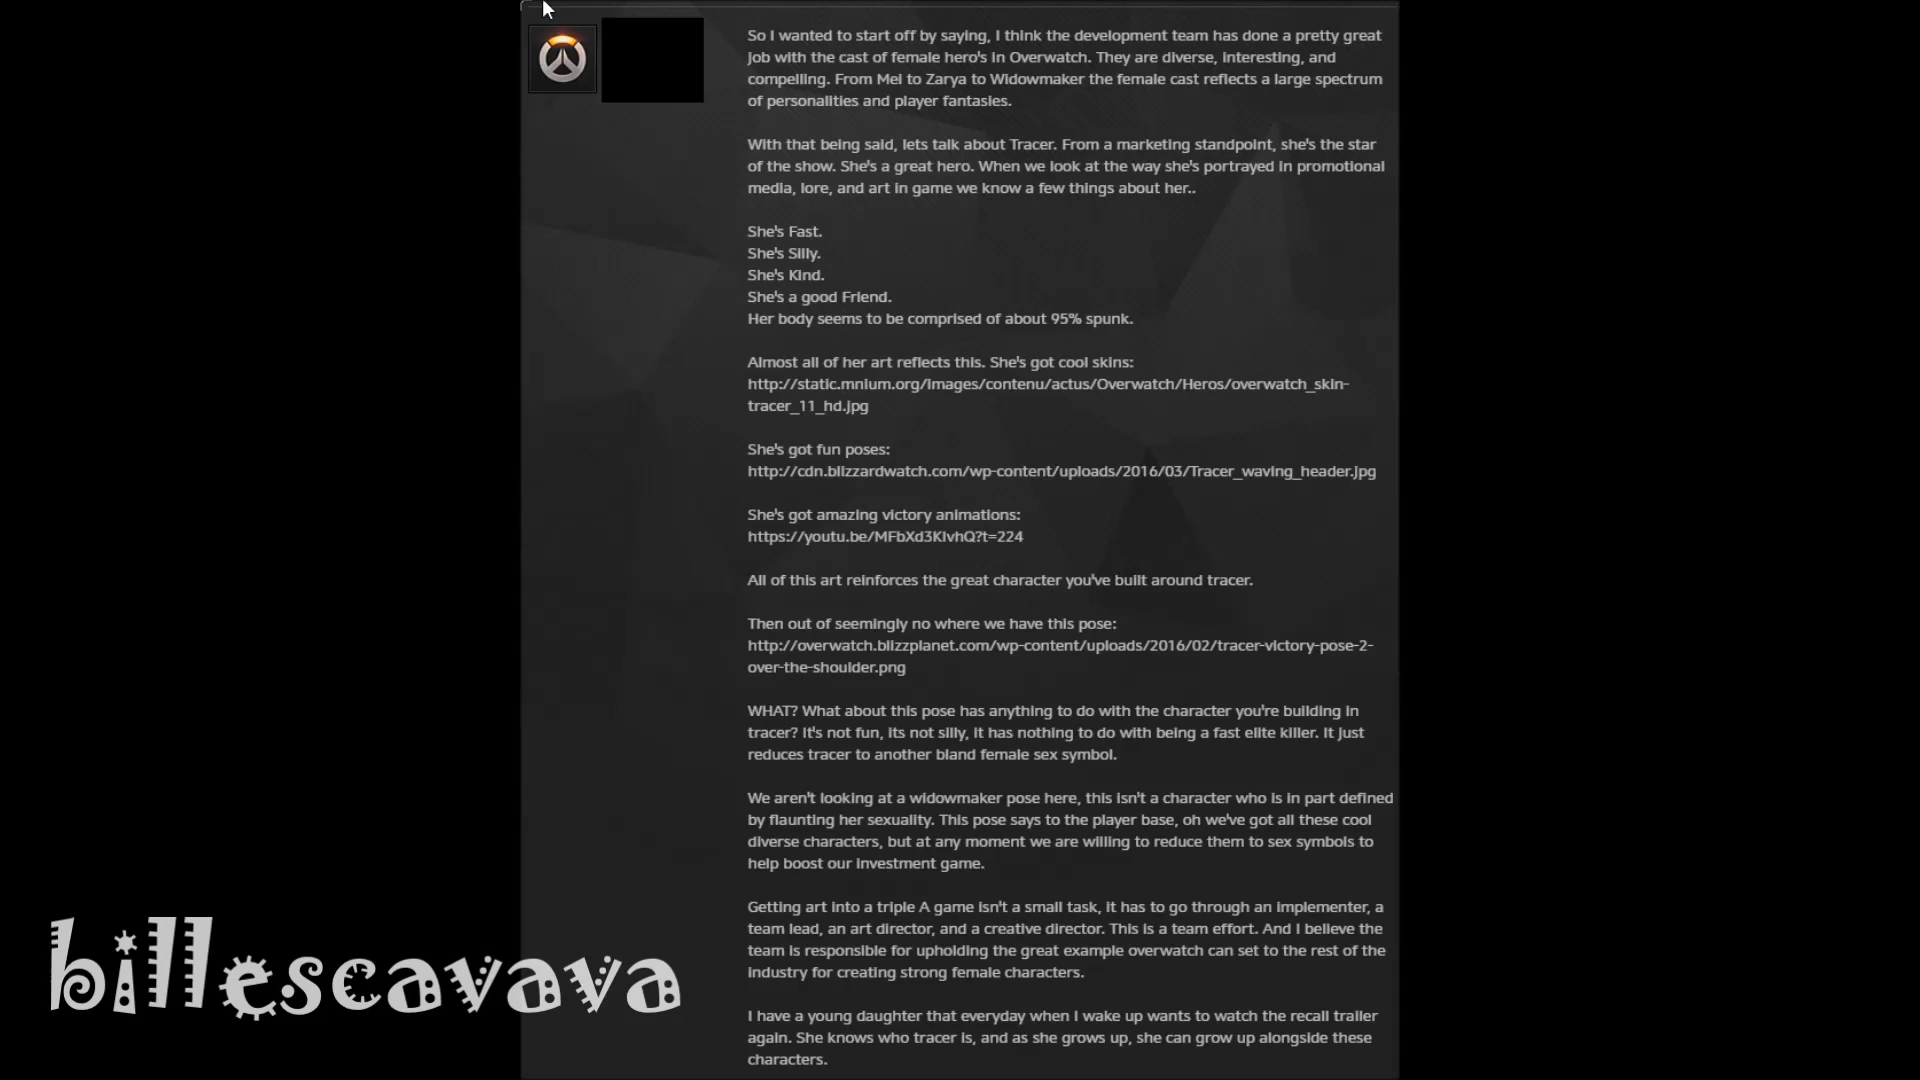 So I wanted to start off by saying, I think the development team has done a pretty great
job with the cast of female hero's in Overwatch. They are diverse, interesting, and
compelling. From Mei to Zarya to Widowmaker the female cast reflects a large spectrum
of personalities and player fantasies.
With that being said, lets talk about Tracer. From a marketing standpoint, she's the star
of the show. She's a great hero. When we look at the way she's portrayed in promotional
media, lore, and art in game we know a few things about her..
She's Fast.
She's Silly.
She's Kind.
She's a good Friend.
Her body seems to be comprised of about 95% spunk.
Almost all of her art reflects this. She's got cool skins:
http://static.mnium.org/images/contenu/actus/Overwatch/Heros/overwatch_skin-
tracer_11_hd.jpg
She's got fun poses:
http://cdn.blizzardwatch.com/wp-content/uploads/2016/03/Tracer_waving_header.jpg
She's got amazing victory animations:
https://youtu.be/MFbXd3KIvhQ?t=224
All of this art reinforces the great character you've built around tracer.
Then out of seemingly no where we have this pose:
http://overwatch.blizzplanet.com/wp-content/uploads/2016/02/tracer-victory-pose-2-
over-the-shoulder.png
WHAT? What about this pose has anything to do with the character you're building in
tracer? It's not fun, its not silly, it has nothing to do with being a fast elite killer. It just
reduces tracer to another bland female sex symbol.
We aren't looking at a widowmaker pose here, this isn't a character who is in part defined
by flaunting her sexuality. This pose says to the player base, oh we've got all these cool
diverse characters, but at any moment we are willing to reduce them to sex symbols to
help boost our investment game.
Getting art into a triple A game isn't a small task, it has to go through an implementer, a
team lead, an art director, and a creative director. This is a team effort. And I believe the
team is responsible for upholding the great example overwatch can set to the rest of the
industry for creating strong female characters.
I have a young daughter that everyday when I wake up wants to watch the recall trailer
again. She knows who tracer is, and as she grows up, she can grow up alongside these
characters.
billescavava